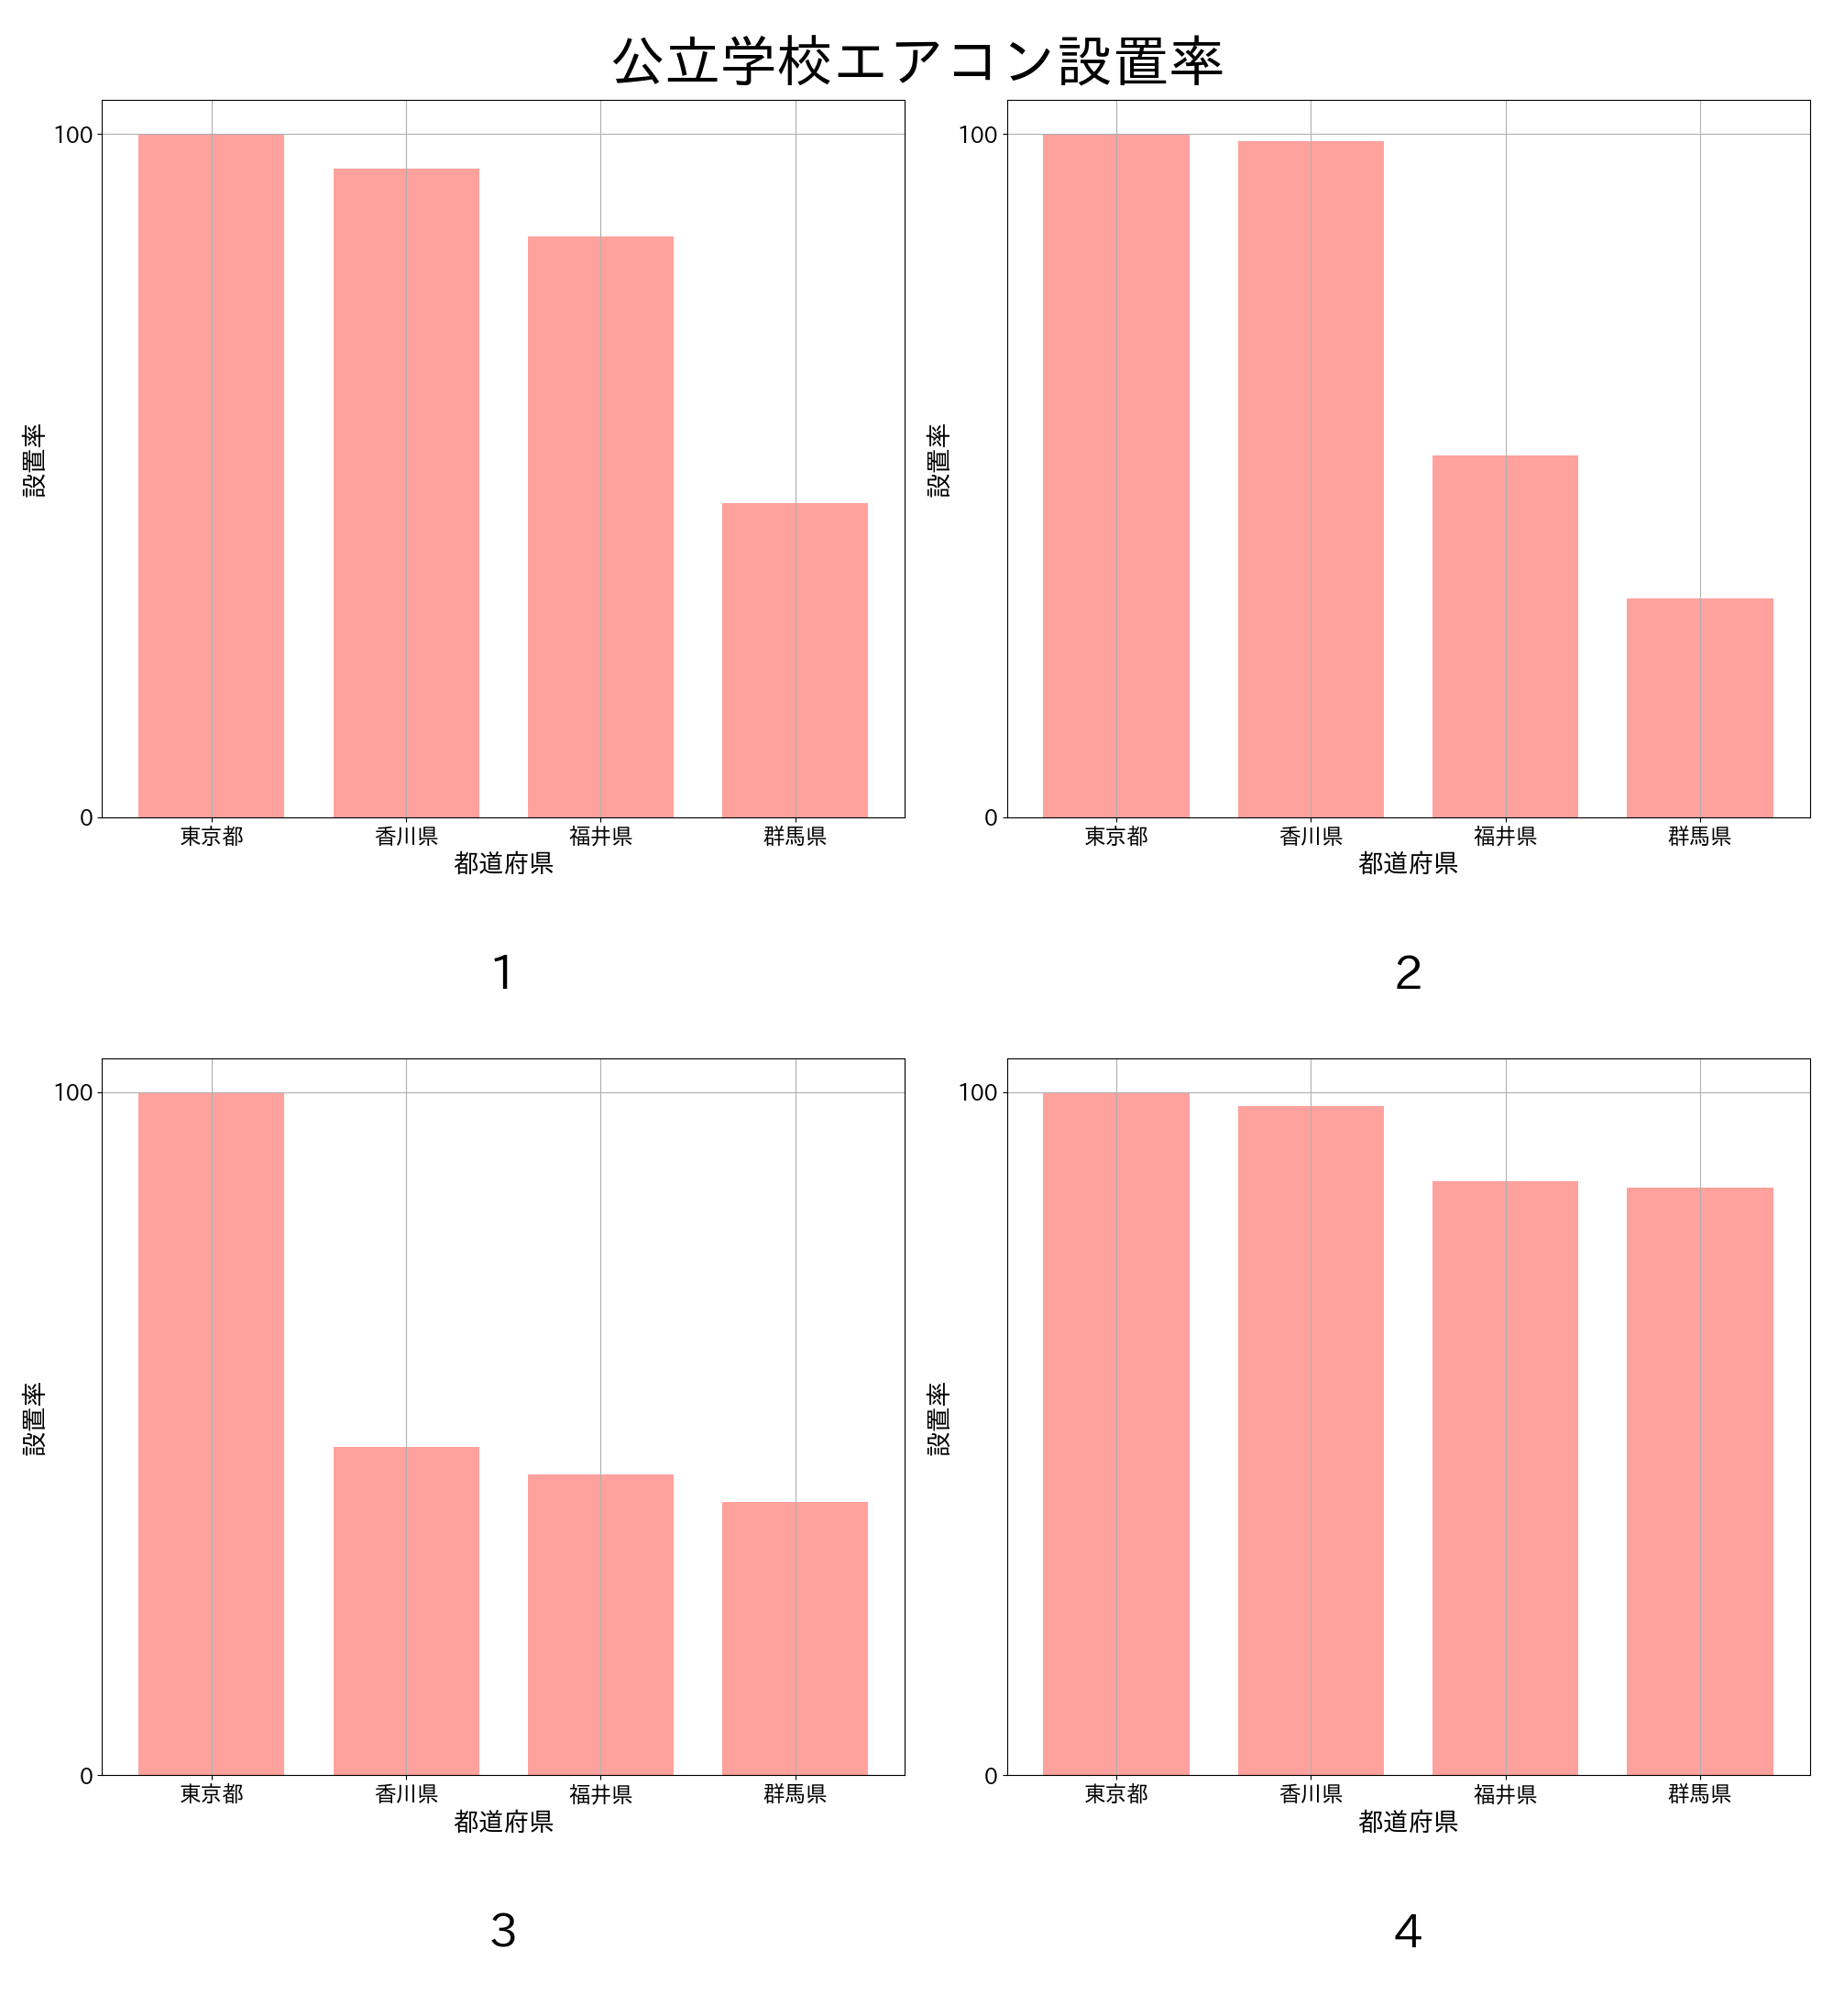 公立学校エアコン設置率
100
0
設置率
東京都 香川県 福井県 群馬県
都道府県
1
100
0
設置率
東京都 香川県 福井県 群馬県
都道府県
2
100
0
設置率
東京都 香川県 福井県 群馬県
都道府県
3
100
0
設置率
東京都 香川県 福井県 群馬県
都道府県
4